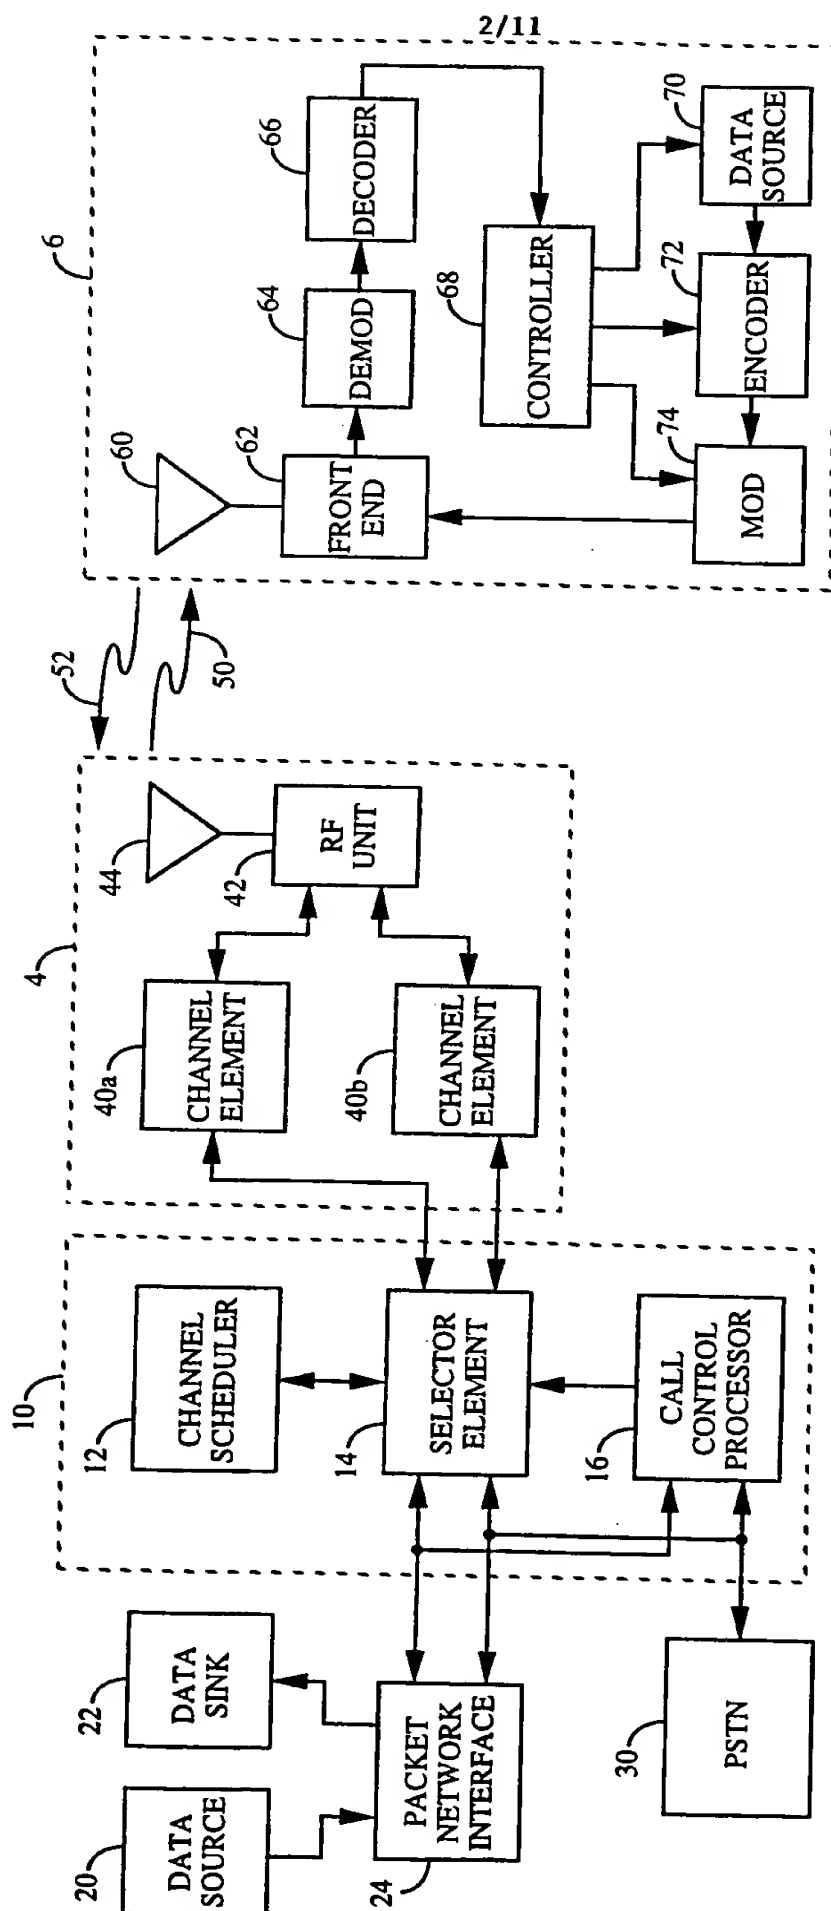 2/11
6
60
62
FRONT
END
64
DEMOD
66
DECODER
68
CONTROLLER
70
DATA
SOURCE
72
ENCODER
74
MOD
52
50
4
44
42
RF
UNIT
40a
CHANNEL
ELEMENT
40b
CHANNEL
ELEMENT
10
12
CHANNEL
SCHEDULER
14
SELECTOR
ELEMENT
16
CALL
CONTROL
PROCESSOR
20
DATA
SOURCE
22
DATA
SINK
24
PACKET
NETWORK
INTERFACE
30
PSTN